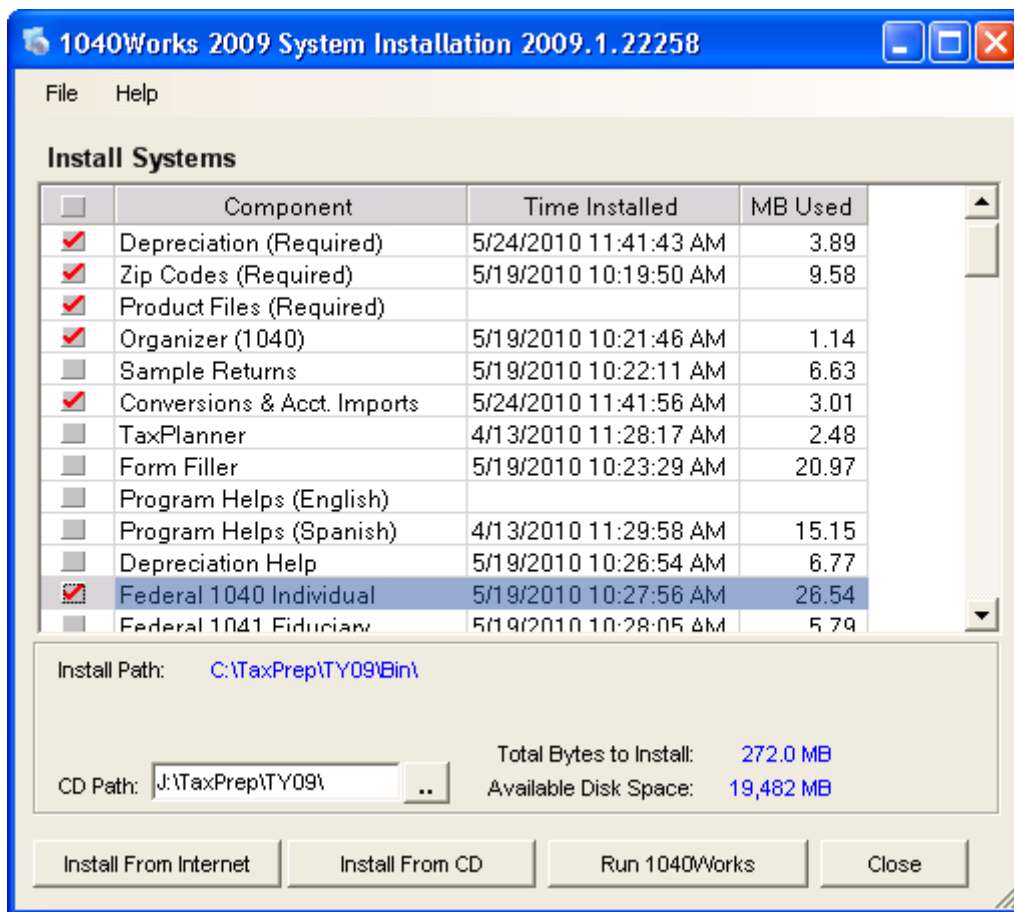 1040Works 2009 System Installation 2009.1.22258
File Help
Install Systems
Component Time Installed MB Used
Depreciation (Required) 5/24/2010 11:41:43 AM 3.89
Zip Codes (Required) 5/19/2010 10:19:50 AM 9.58
Product Files (Required)
Organizer (1040) 5/19/2010 10:21:46 AM 1.14
Sample Returns 5/19/2010 10:22:11 AM 6.63
Conversions & Acct. Imports 5/24/2010 11:41:56 AM 3.01
TaxPlanner 4/13/2010 11:28:17 AM 2.48
Form Filler 5/19/2010 10:23:29 AM 20.97
Program Helps (English)
Program Helps (Spanish) 4/13/2010 11:29:58 AM 15.15
Depreciation Help 5/19/2010 10:26:54 AM 6.77
Federal 1040 Individual 5/19/2010 10:27:56 AM 26.54
Federal 1041 Fiduciary 5/19/2010 10:28:05 AM 5.79
Install Path: C:\TaxPrep\TY09\Bin\
Total Bytes to Install: 272.0 MB
CD Path: J:\TaxPrep\TY09\ .. Available Disk Space: 19,482 MB
Install From Internet Install From CD Run 1040Works Close